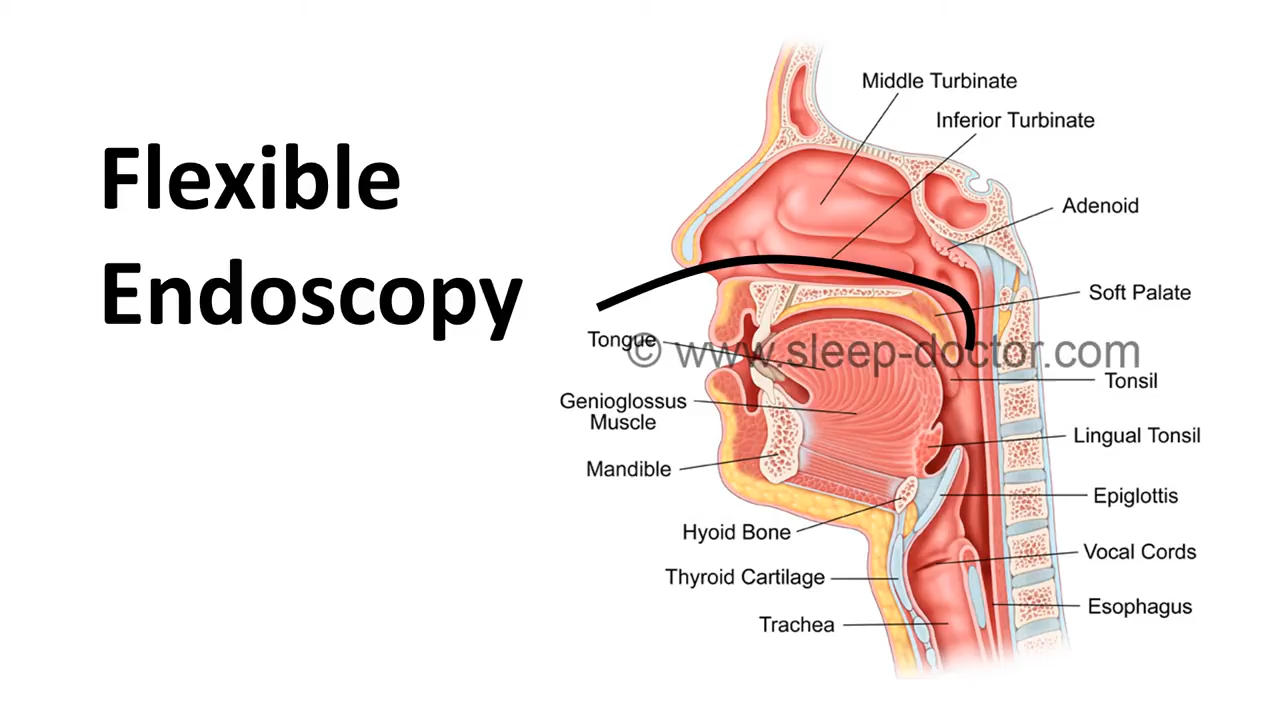 Flexible
Endoscopy
Middle Turbinate
Inferior Turbinate
Adenoid
Soft Palate
Tongue
© www.sleep-doctor.com
Tonsil
Genioglossus
Muscle
Lingual Tonsil
Mandible
Epiglottis
Hyoid Bone
Vocal Cords
Thyroid Cartilage
Esophagus
Trachea